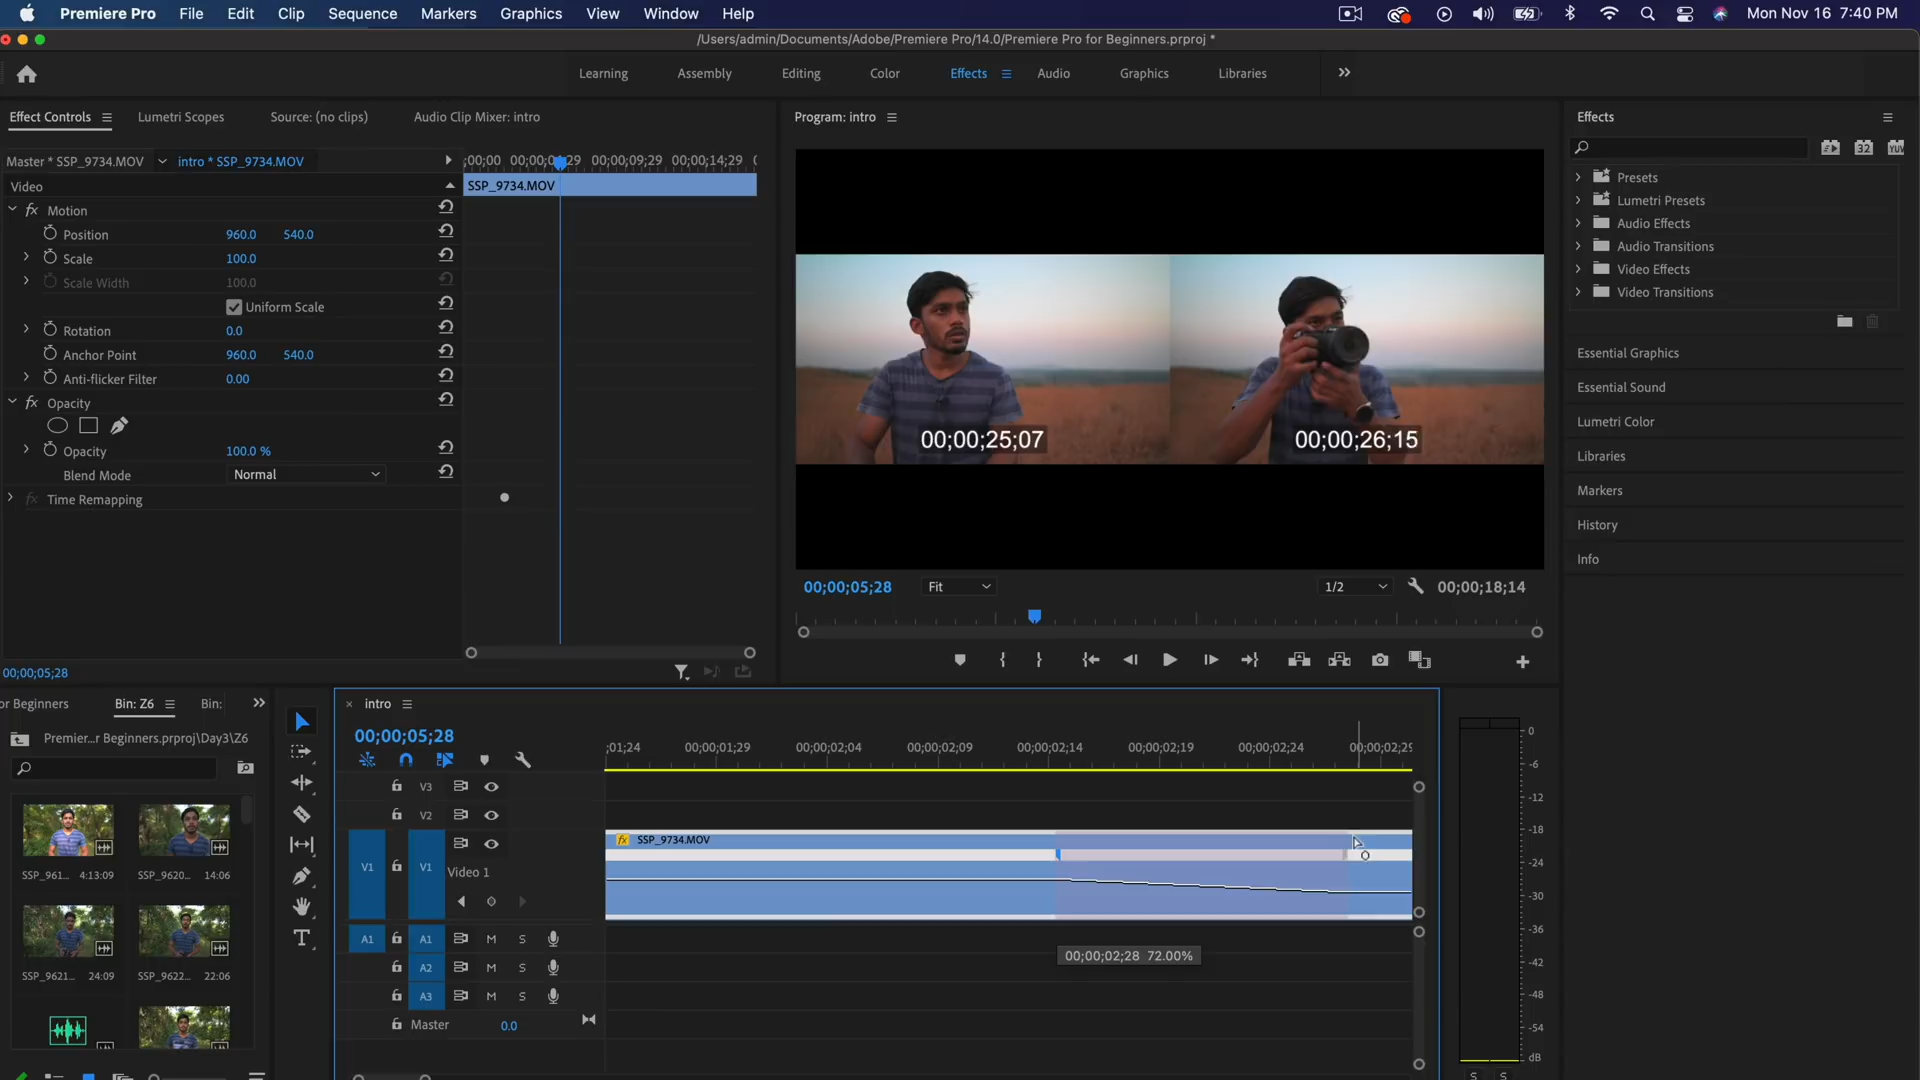 Premiere Pro File Edit Clip Sequence Markers Graphics View Window Help Mon Nov 16 7:40 PM
/Users/admin/Documents/Adobe/Premiere Pro/14.0/Premiere Pro for Beginners.prproj *
Learning Assembly Editing Color Effects Audio Graphics Libraries
Effect Controls Lumetri Scopes Source: (no clips) Audio Clip Mixer: intro
Program: intro
Effects
Master * SSP_9734.MOV intro * SSP_9734.MOV
;00;00 00;00;09;29 00;00;14;29
Video
SSP_9734.MOV
Motion
Position 960.0 540.0
Scale 100.0
Scale Width 100.0
Uniform Scale
Rotation 0.0
Anchor Point 960.0 540.0
Anti-flicker Filter 0.00
Opacity
Opacity 100.0 %
Blend Mode Normal
Time Remapping
00;00;05;28
00;00;25;07
00;00;26;15
00;00;05;28 Fit 1/2 00;00;18;14
32 YUV
Presets
Lumetri Presets
Audio Effects
Audio Transitions
Video Effects
Video Transitions
Essential Graphics
Essential Sound
Lumetri Color
Libraries
Markers
History
Info
or Beginners Bin: Z6 Bin:
Premier...r Beginners.prproj\Day3\Z6
SSP_961... 4:13:09
SSP_9620... 14:06
SSP_9621... 24:09
SSP_9622... 22:06
intro
00;00;05;28
;01;24 00;00;01;29 00;00;02;04 00;00;02;09 00;00;02;14 00;00;02;19 00;00;02;24 00;00;02;29
V3
V2
V1 V1
Video 1
fx SSP_9734.MOV
A1 A1 M S
A2 M S
A3 M S
Master 0.0
00;00;02;28 72.00%
0
-6
-12
-18
-24
-30
-36
-42
-48
-54
dB
S S